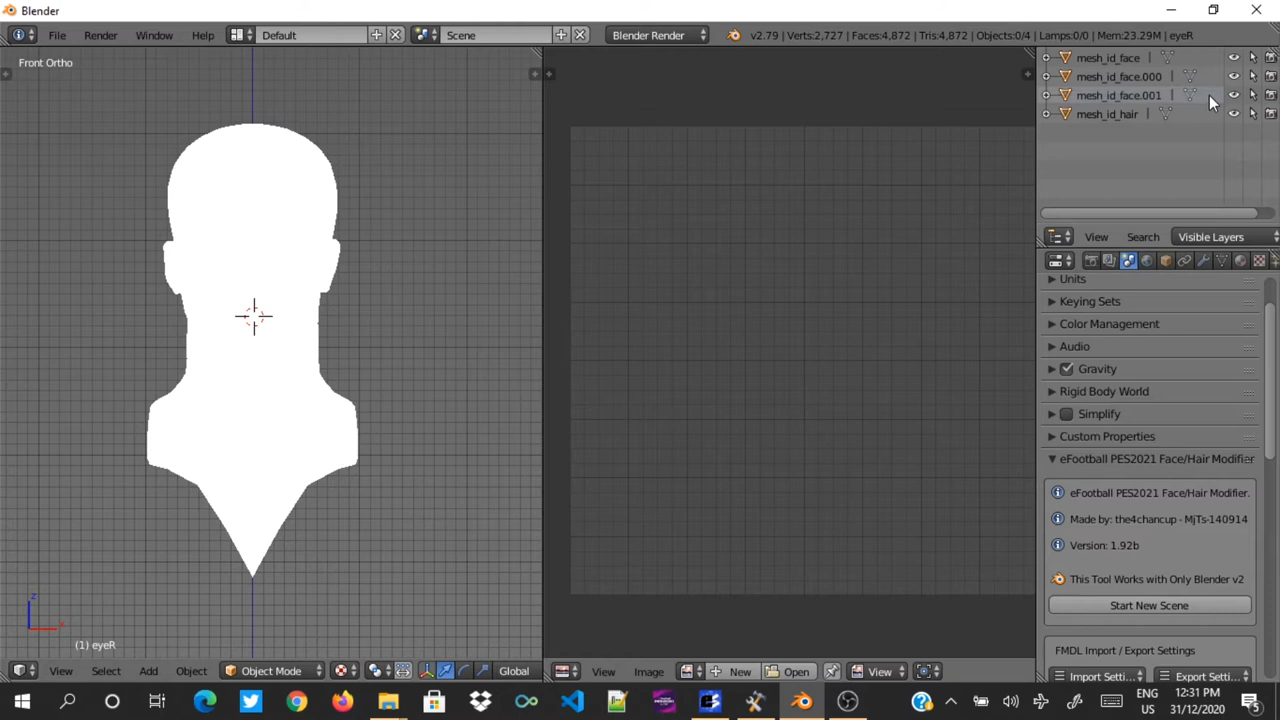 Blender
File Render Window Help Default Scene Blender Render v2.79 | Verts:2,727 | Faces:4,872 | Tris:4,872 | Objects:0/4 | Lamps:0/0 | Mem:23.29M | eyeR
Front Ortho
mesh_id_face
mesh_id_face.000
mesh_id_face.001
mesh_id_hair
View Search Visible Layers
Units
Keying Sets
Color Management
Audio
Gravity
Rigid Body World
Simplify
Custom Properties
eFootball PES2021 Face/Hair Modifier
eFootball PES2021 Face/Hair Modifier.
Made by: the4chancup - MjTs-140914
Version: 1.92b
This Tool Works with Only Blender v2
Start New Scene
FMDL Import / Export Settings
Import Setti... Export Setti...
z
x
(1) eyeR
View Select Add Object Object Mode Global
View Image New Open View
ENG
US
12:31 PM
31/12/2020
5